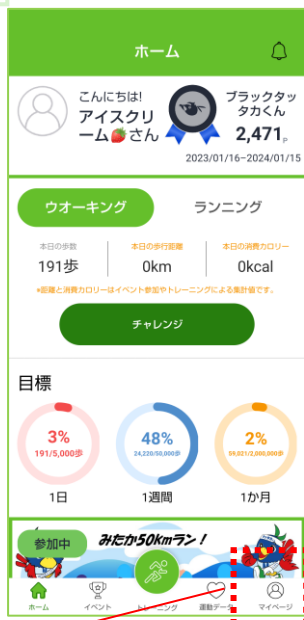 ホーム
こんにちは!
アイスクリ
ーム🍓さん
ブラックタッ
タカくん
2,471P
2023/01/16-2024/01/15
ウオーキング
ランニング
本日の歩数
本日の歩行距離
本日の消費カロリー
191歩
0km
0kcal
*距離と消費カロリーはイベント参加やトレーニングによる集計値です。
チャレンジ
目標
3%
191/5,000歩
48%
24,220/50,000歩
2%
59,021/2,000,000歩
1日
1週間
1か月
参加中
みたか50kmラン!
ホーム
イベント
トレーニング
運動データ
マイページ